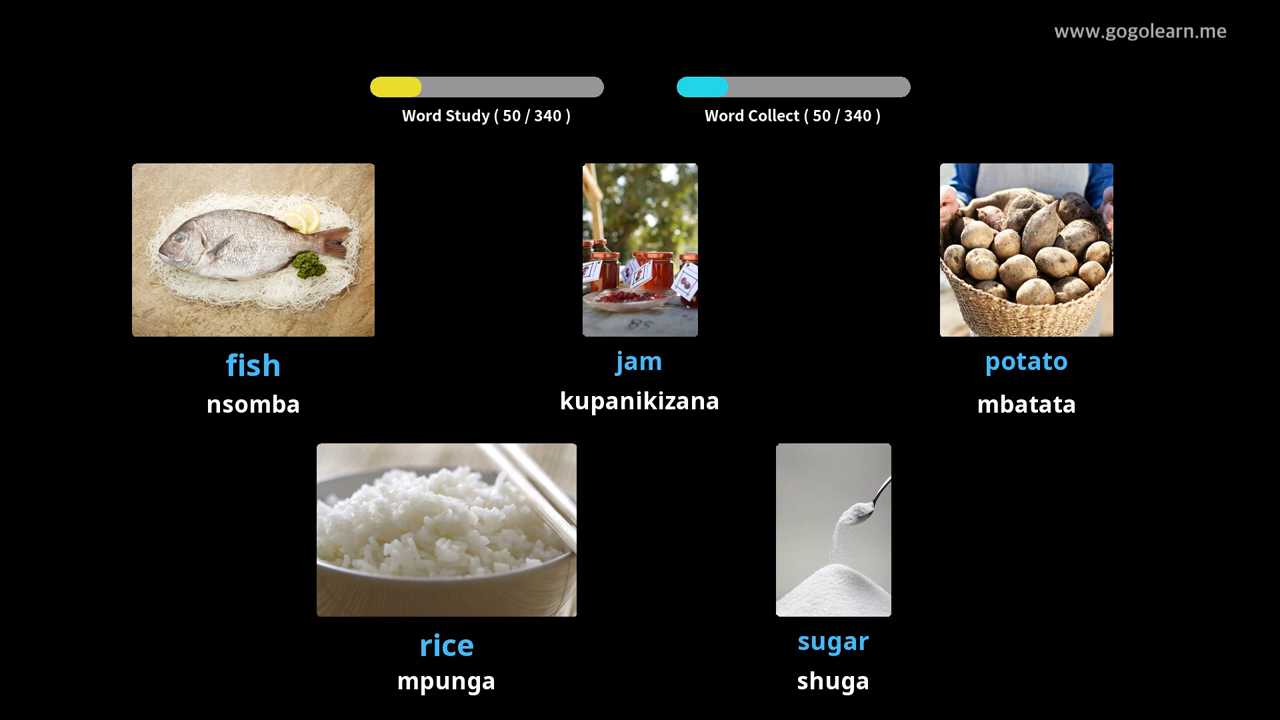 www.gogolearn.me
Word Study ( 50 / 340 )
Word Collect ( 50 / 340 )
fish
nsomba
jam
kupanikizana
potato
mbatata
rice
mpunga
sugar
shuga